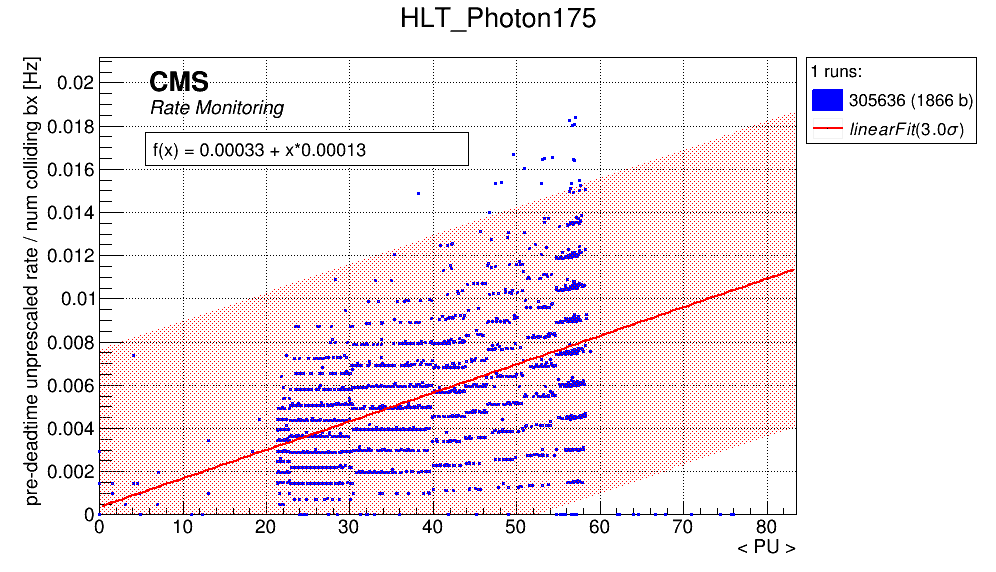 HLT_Photon175
pre-deadtime unprescaled rate / num colliding bx [Hz]
0.02
0.018
0.016
0.014
0.012
0.01
0.008
0.006
0.004
0.002
0
CMS
Rate Monitoring
f(x) = 0.00033 + x*0.00013
1 runs:
305636 (1866 b)
linearFit(3.0σ)
0 10 20 30 40 50 60 70 80
< PU >